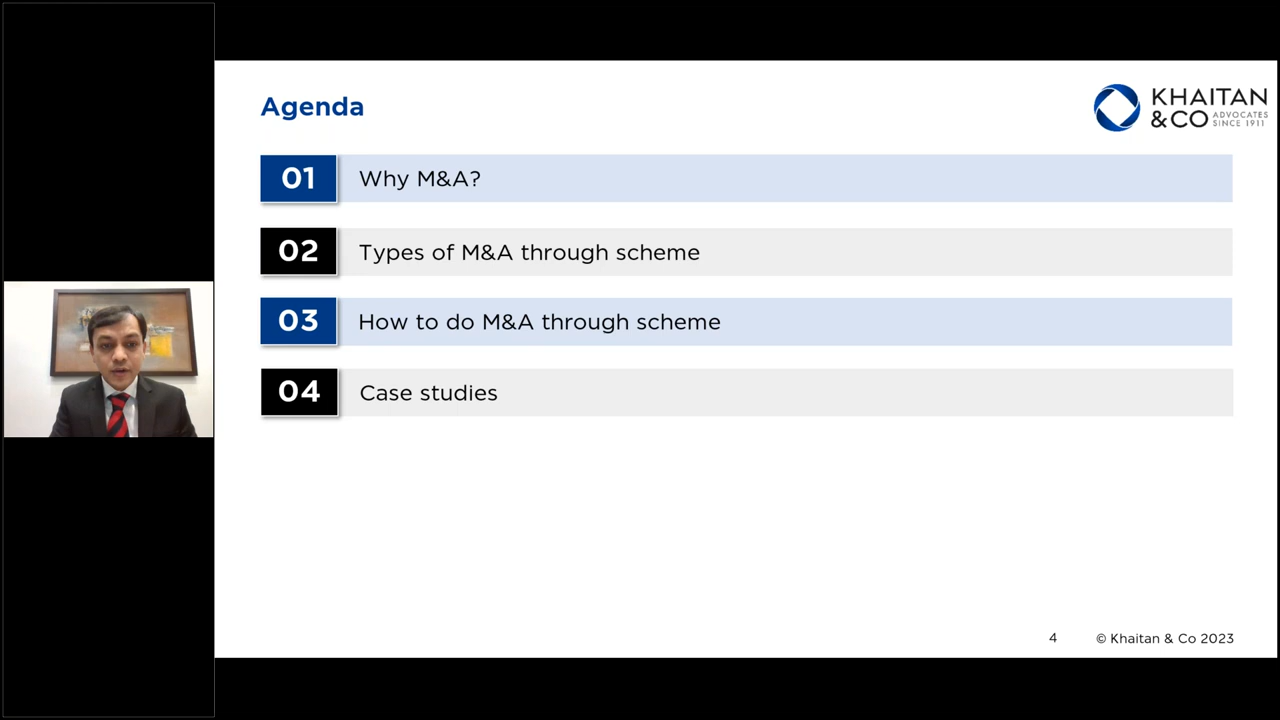 Agenda
KHAITAN
&CO ADVOCATES SINCE 1911
01 Why M&A?
02 Types of M&A through scheme
03 How to do M&A through scheme
04 Case studies
4 © Khaitan & Co 2023